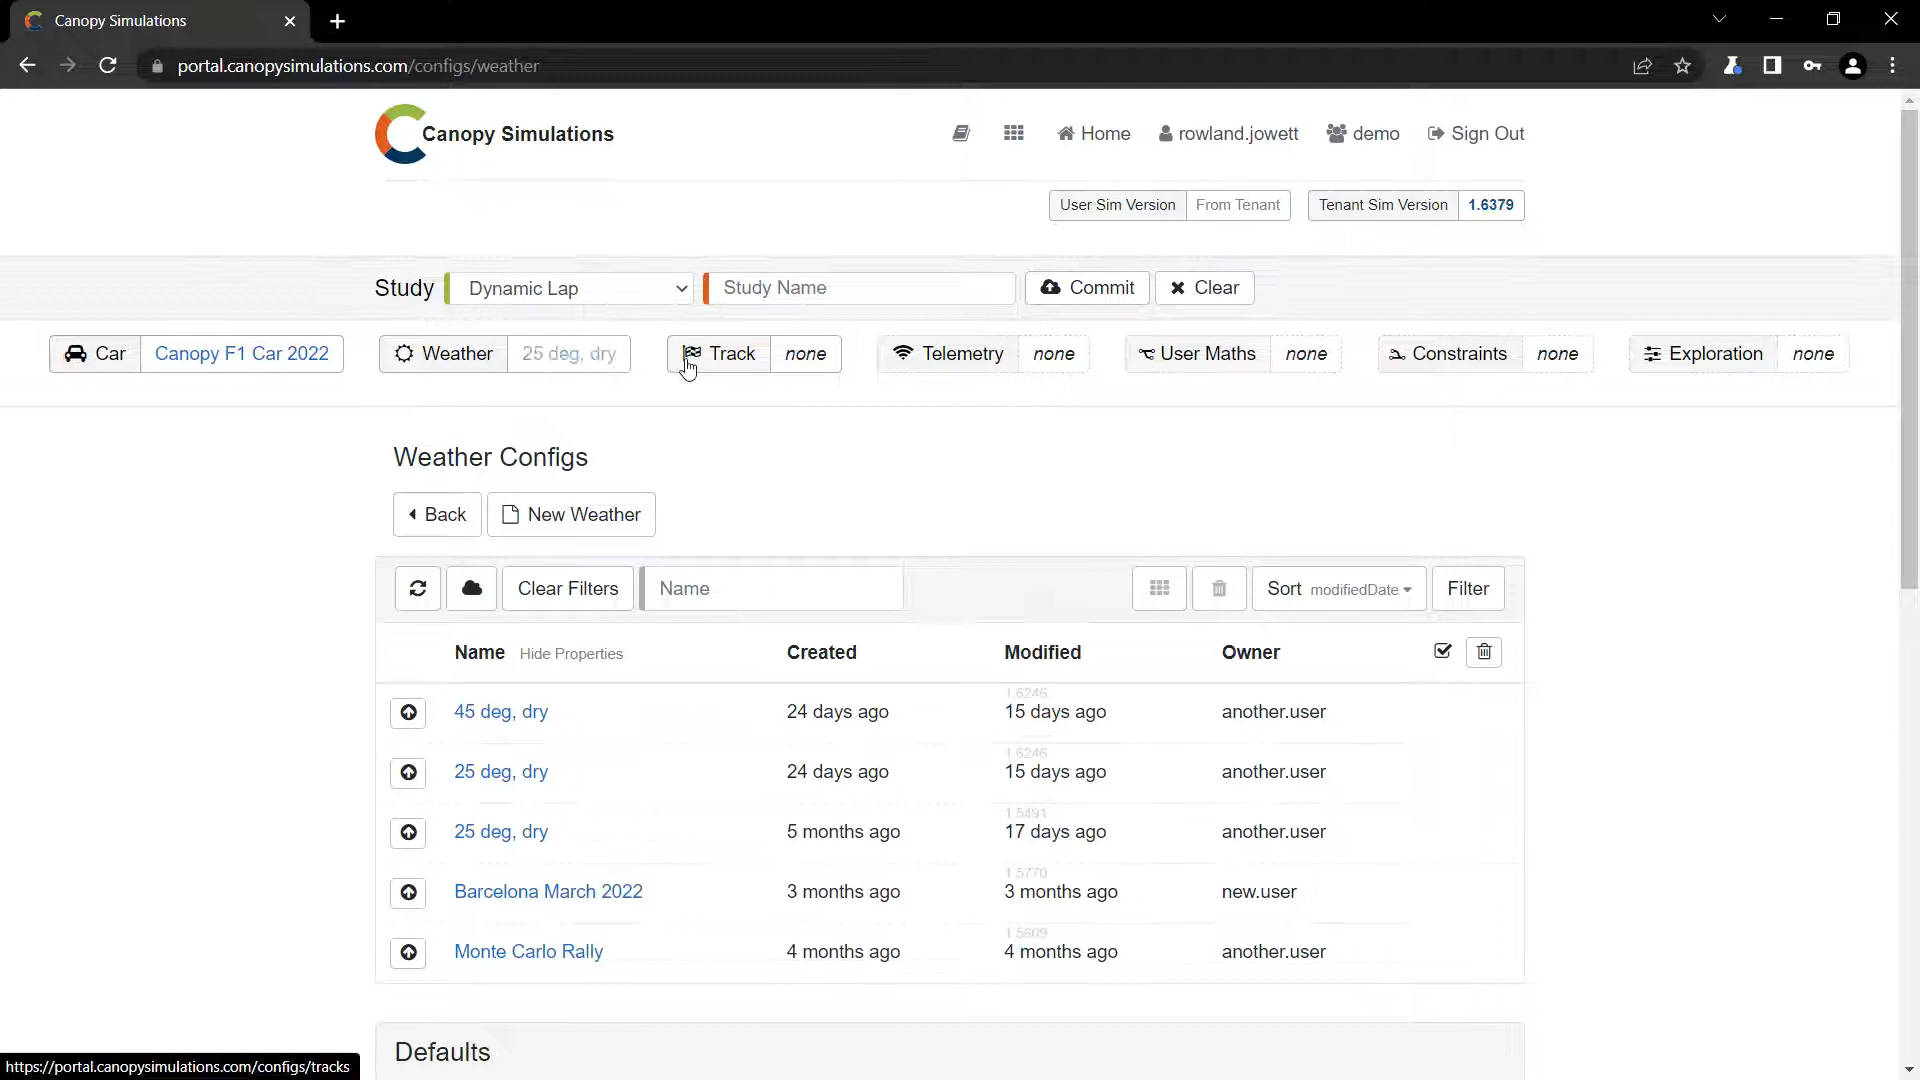 Canopy Simulations
portal.canopysimulations.com/configs/weather
Canopy Simulations
Home
rowland.jowett
demo
Sign Out
User Sim Version From Tenant
Tenant Sim Version 1.6379
Study Dynamic Lap Study Name Commit Clear
Car Canopy F1 Car 2022
Weather 25 deg, dry
Track none
Telemetry none
User Maths none
Constraints none
Exploration none
Weather Configs
Back New Weather
Clear Filters Name Sort modifiedDate Filter
Name Hide Properties Created Modified Owner
1.6246
45 deg, dry 24 days ago 15 days ago another.user
1.6246
25 deg, dry 24 days ago 15 days ago another.user
1.5491
25 deg, dry 5 months ago 17 days ago another.user
1.5770
Barcelona March 2022 3 months ago 3 months ago new.user
1.5609
Monte Carlo Rally 4 months ago 4 months ago another.user
Defaults
https://portal.canopysimulations.com/configs/tracks